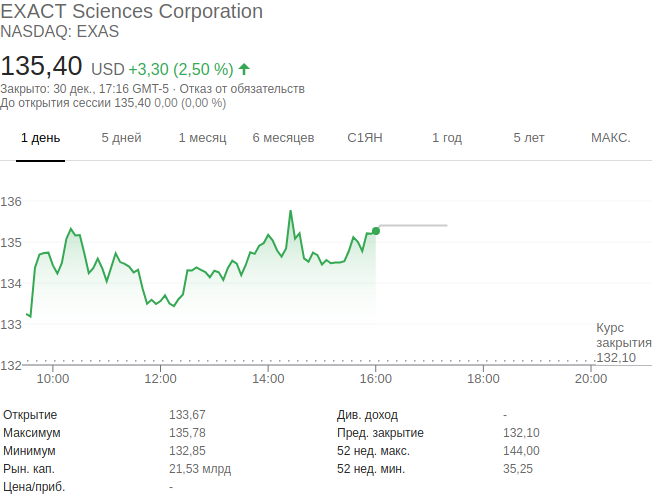 EXACT Sciences Corporation
NASDAQ: EXAS
135,40 USD +3,30 (2,50 %)
Закрыто: 30 дек., 17:16 GMT-5 · Отказ от обязательств
До открытия сессии 135,40 0,00 (0,00 %)
1 день 5 дней 1 месяц 6 месяцев С1ЯН 1 год 5 лет МАКС.
136
135
134
133
132
Курс
закрытия
132,10
10:00 12:00 14:00 16:00 18:00 20:00
Открытие 133,67 Див. доход -
Максимум 135,78 Пред. закрытие 132,10
Минимум 132,85 52 нед. макс. 144,00
Рын. кап. 21,53 млрд 52 нед. мин. 35,25
Цена/приб. -